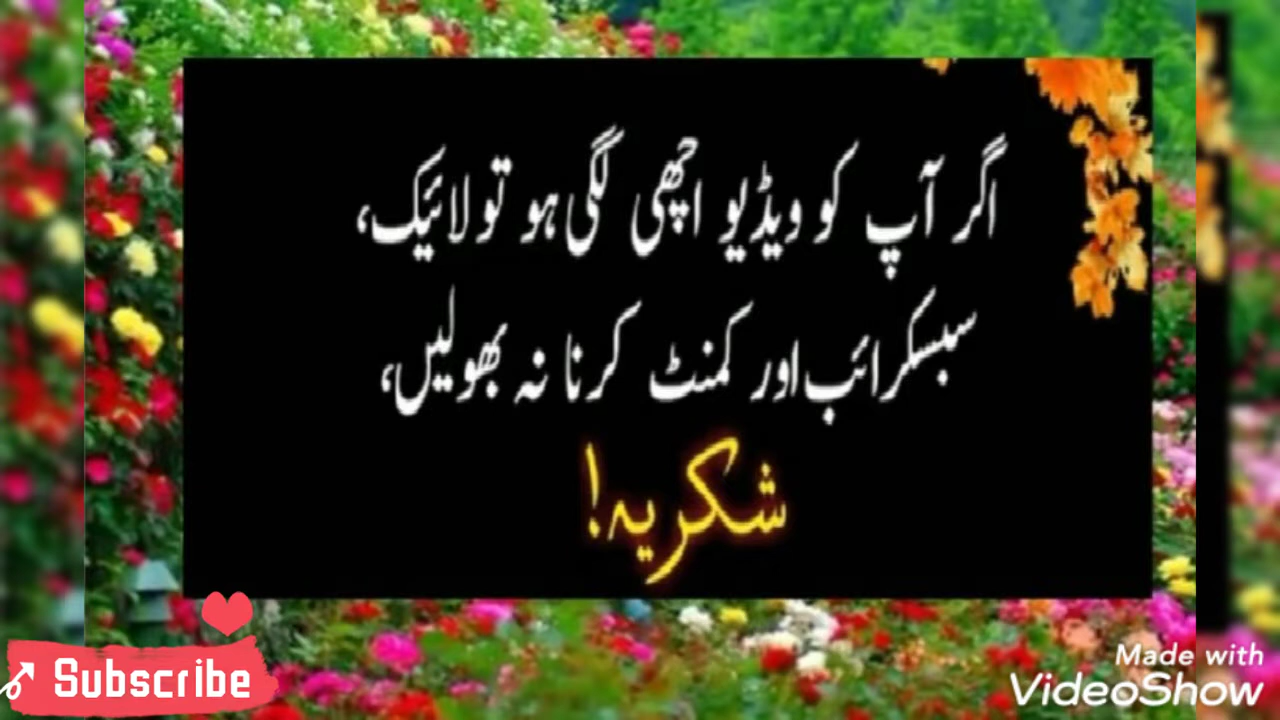 اگر آپ کو ویڈیو اچھی لگی ہو تو لائیک،
سبسکرائب اور کمنٹ کرنا نہ بھولیں،
شکریہ!
Subscribe
Made with
VideoShow